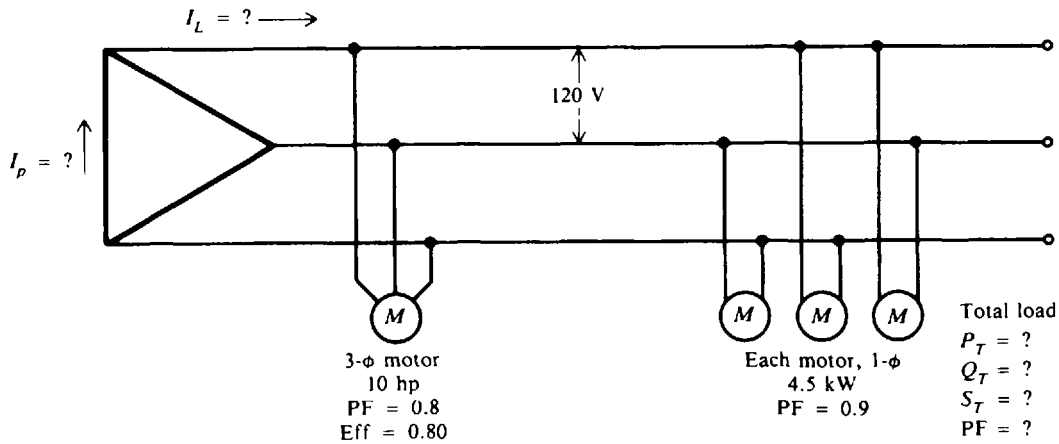 I_L = ?
120 V
I_p = ?
M
3-ϕ motor
10 hp
PF = 0.8
Eff = 0.80
M M M
Each motor, 1-ϕ
4.5 kW
PF = 0.9
Total load
P_T = ?
Q_T = ?
S_T = ?
PF = ?